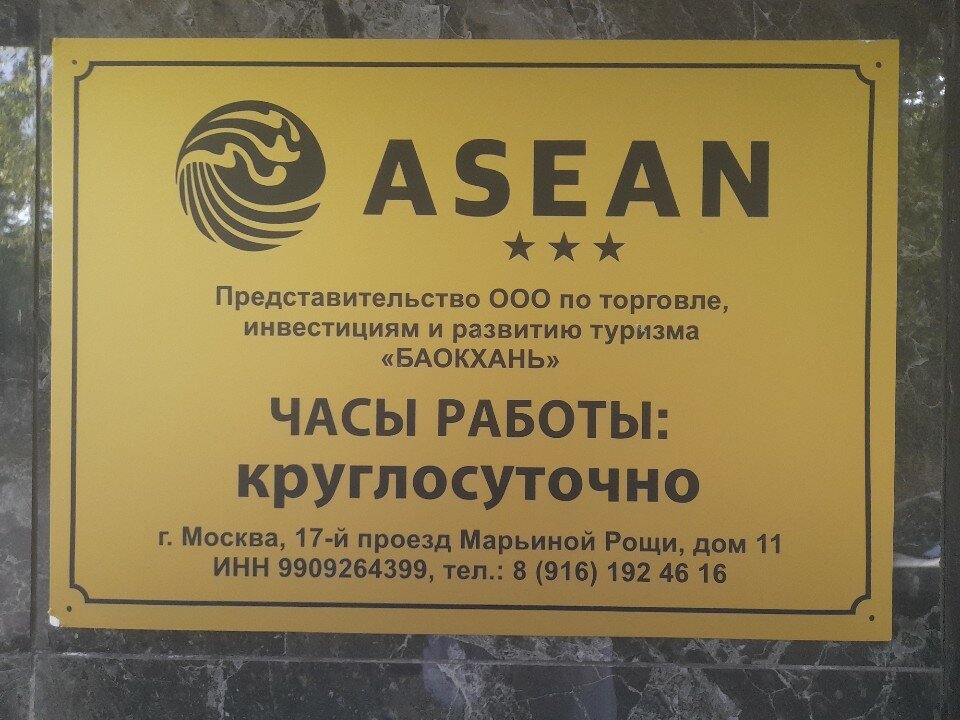 ASEAN
★★★
Представительство ООО по торговле,
инвестициям и развитию туризма
«БАОКХАНЬ»
ЧАСЫ РАБОТЫ:
круглосуточно
г. Москва, 17-й проезд Марьиной Рощи, дом 11
ИНН 9909264399, тел.: 8 (916) 192 46 16